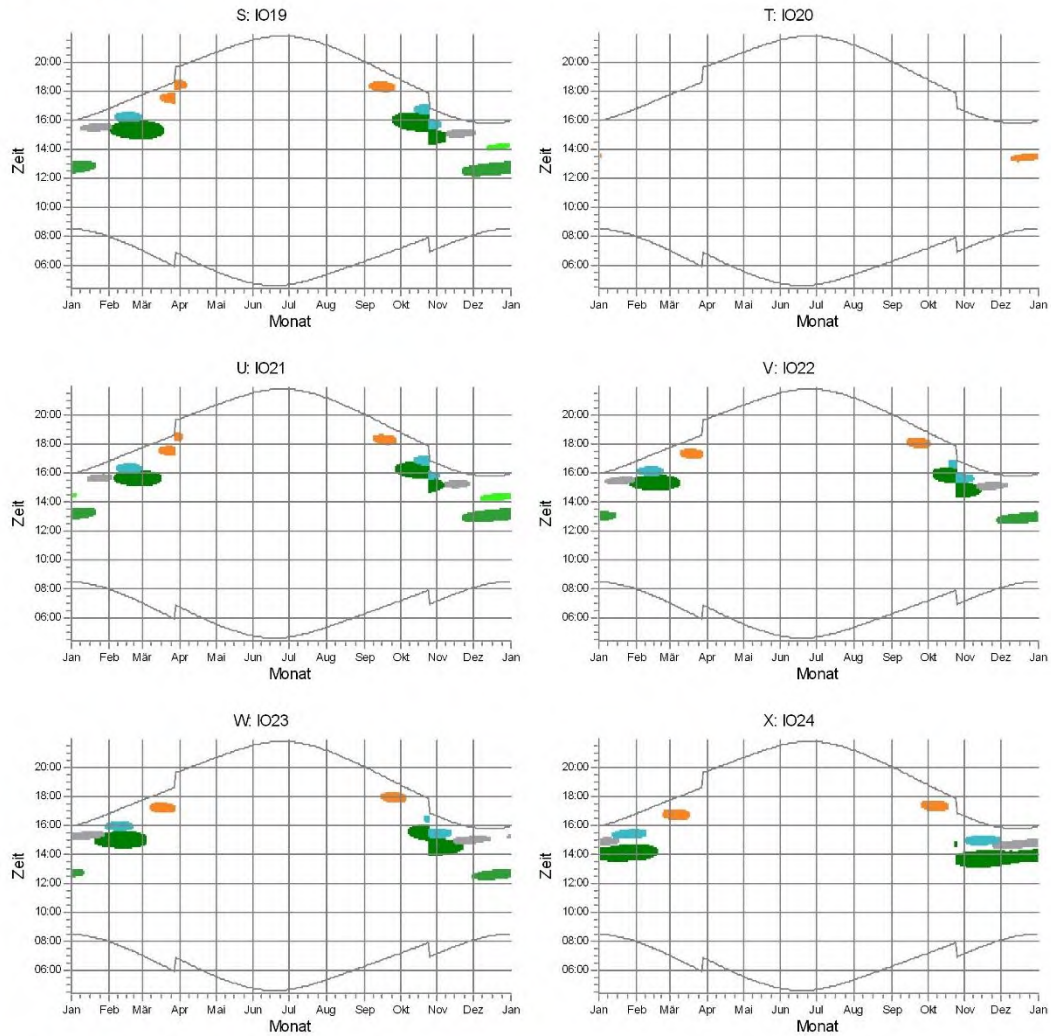 S: IO19
20:00
18:00
16:00
14:00
12:00
10:00
08:00
06:00
Zeit
Jan Feb Mär Apr Mai Jun Jul Aug Sep Okt Nov Dez Jan
Monat
T: IO20
20:00
18:00
16:00
14:00
12:00
10:00
08:00
06:00
Zeit
Jan Feb Mär Apr Mai Jun Jul Aug Sep Okt Nov Dez Jan
Monat
U: IO21
20:00
18:00
16:00
14:00
12:00
10:00
08:00
06:00
Zeit
Jan Feb Mär Apr Mai Jun Jul Aug Sep Okt Nov Dez Jan
Monat
V: IO22
20:00
18:00
16:00
14:00
12:00
10:00
08:00
06:00
Zeit
Jan Feb Mär Apr Mai Jun Jul Aug Sep Okt Nov Dez Jan
Monat
W: IO23
20:00
18:00
16:00
14:00
12:00
10:00
08:00
06:00
Zeit
Jan Feb Mär Apr Mai Jun Jul Aug Sep Okt Nov Dez Jan
Monat
X: IO24
20:00
18:00
16:00
14:00
12:00
10:00
08:00
06:00
Zeit
Jan Feb Mär Apr Mai Jun Jul Aug Sep Okt Nov Dez Jan
Monat